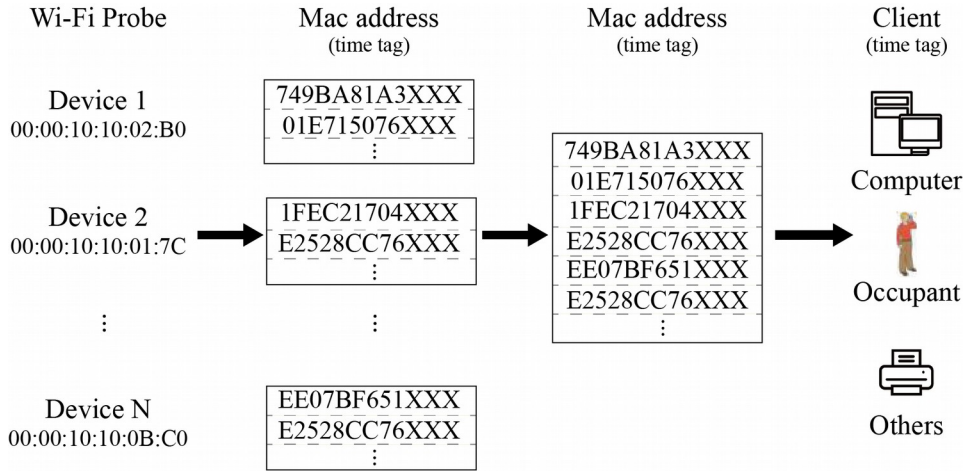 Wi-Fi Probe
Mac address
(time tag)
Mac address
(time tag)
Client
(time tag)
Device 1
00:00:10:10:02:B0
749BA81A3XXX
01E715076XXX
⋮
Device 2
00:00:10:10:01:7C
1FEC21704XXX
E2528CC76XXX
⋮
⋮
⋮
Device N
00:00:10:10:0B:C0
EE07BF651XXX
E2528CC76XXX
⋮
749BA81A3XXX
01E715076XXX
1FEC21704XXX
E2528CC76XXX
EE07BF651XXX
E2528CC76XXX
⋮
Computer
Occupant
Others